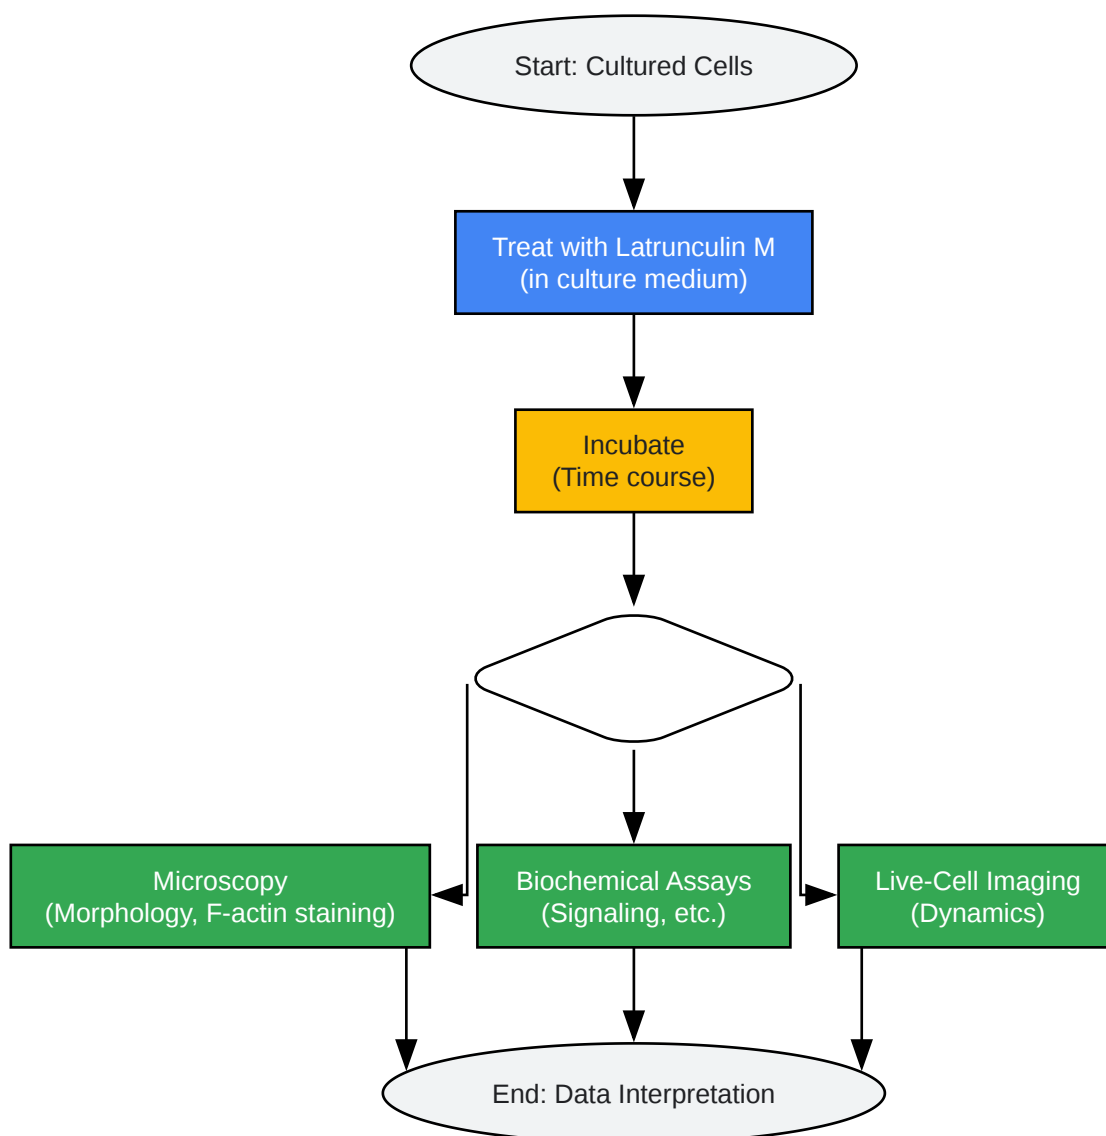 Start: Cultured Cells
Treat with Latrunculin M
(in culture medium)
Incubate
(Time course)
Microscopy
(Morphology, F-actin staining)
Biochemical Assays
(Signaling, etc.)
Live-Cell Imaging
(Dynamics)
End: Data Interpretation